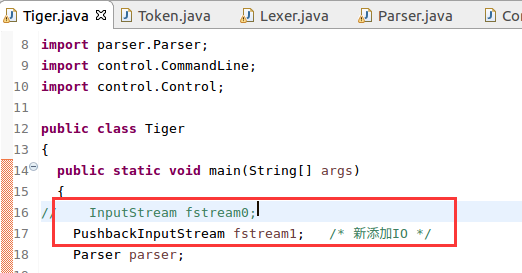 Tiger.java Token.java Lexer.java Parser.java Co
8 import parser.Parser;
9 import control.CommandLine;
10 import control.Control;
11
12 public class Tiger
13 {
14 public static void main(String[] args)
15 {
16 // InputStream fstream0;
17 PushbackInputStream fstream1; /* 新添加IO */
18 Parser parser;